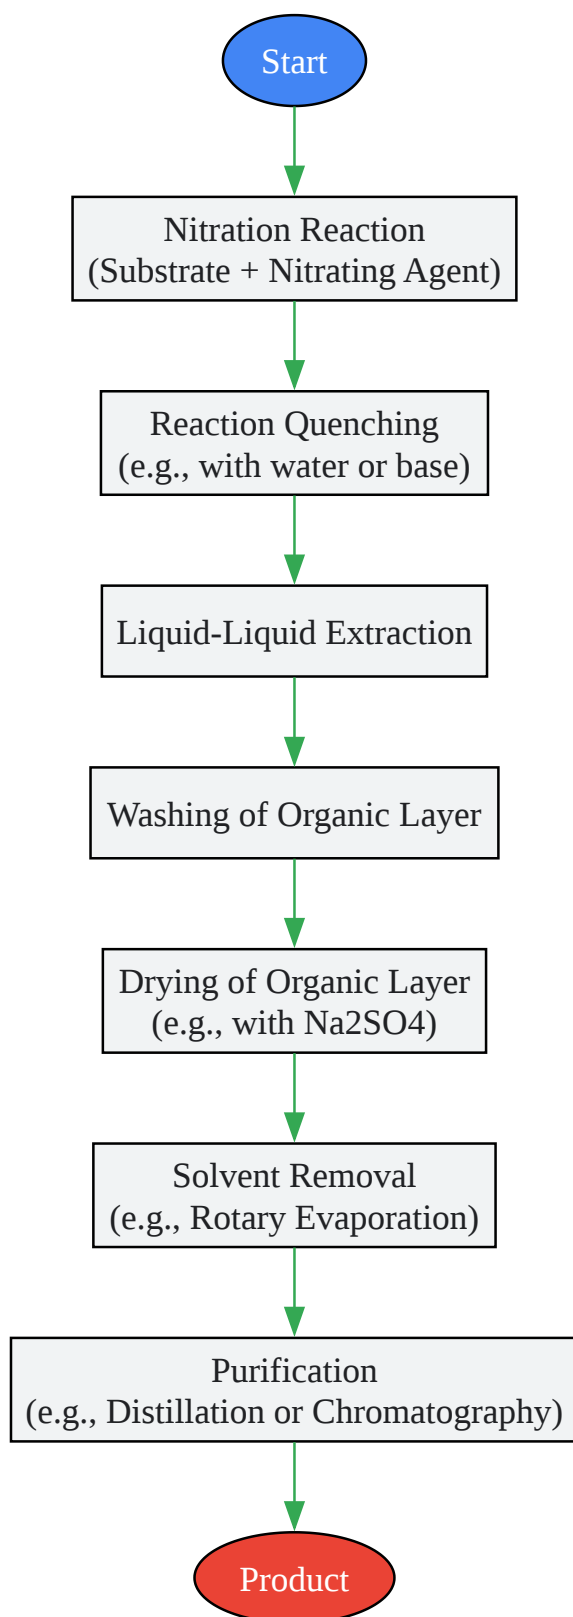 Start
Nitration Reaction
(Substrate + Nitrating Agent)
Reaction Quenching
(e.g., with water or base)
Liquid-Liquid Extraction
Washing of Organic Layer
Drying of Organic Layer
(e.g., with Na2SO4)
Solvent Removal
(e.g., Rotary Evaporation)
Purification
(e.g., Distillation or Chromatography)
Product